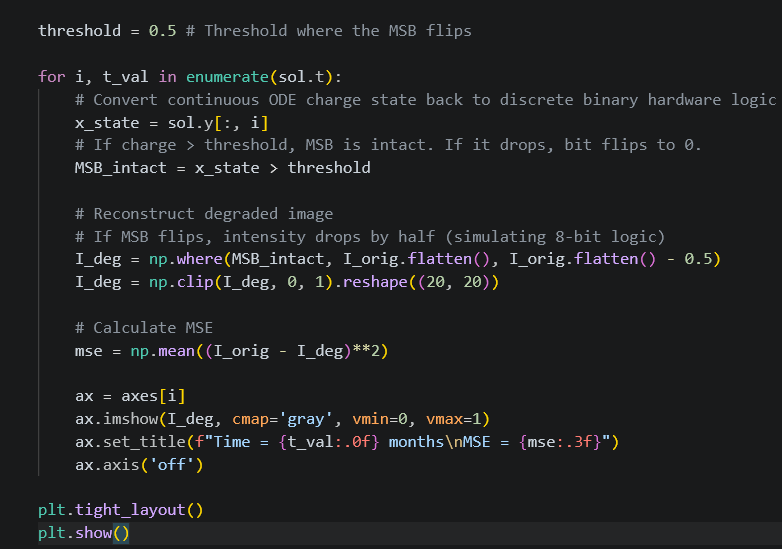 threshold = 0.5 # Threshold where the MSB flips
for i, t_val in enumerate(sol.t):
# Convert continuous ODE charge state back to discrete binary hardware logic
x_state = sol.y[:, i]
# If charge > threshold, MSB is intact. If it drops, bit flips to 0.
MSB_intact = x_state > threshold
# Reconstruct degraded image
# If MSB flips, intensity drops by half (simulating 8-bit logic)
I_deg = np.where(MSB_intact, I_orig.flatten(), I_orig.flatten() - 0.5)
I_deg = np.clip(I_deg, 0, 1).reshape((20, 20))
# Calculate MSE
mse = np.mean((I_orig - I_deg)**2)
ax = axes[i]
ax.imshow(I_deg, cmap='gray', vmin=0, vmax=1)
ax.set_title(f"Time = {t_val:.0f} months\nMSE = {mse:.3f}")
ax.axis('off')
plt.tight_layout()
plt.show()